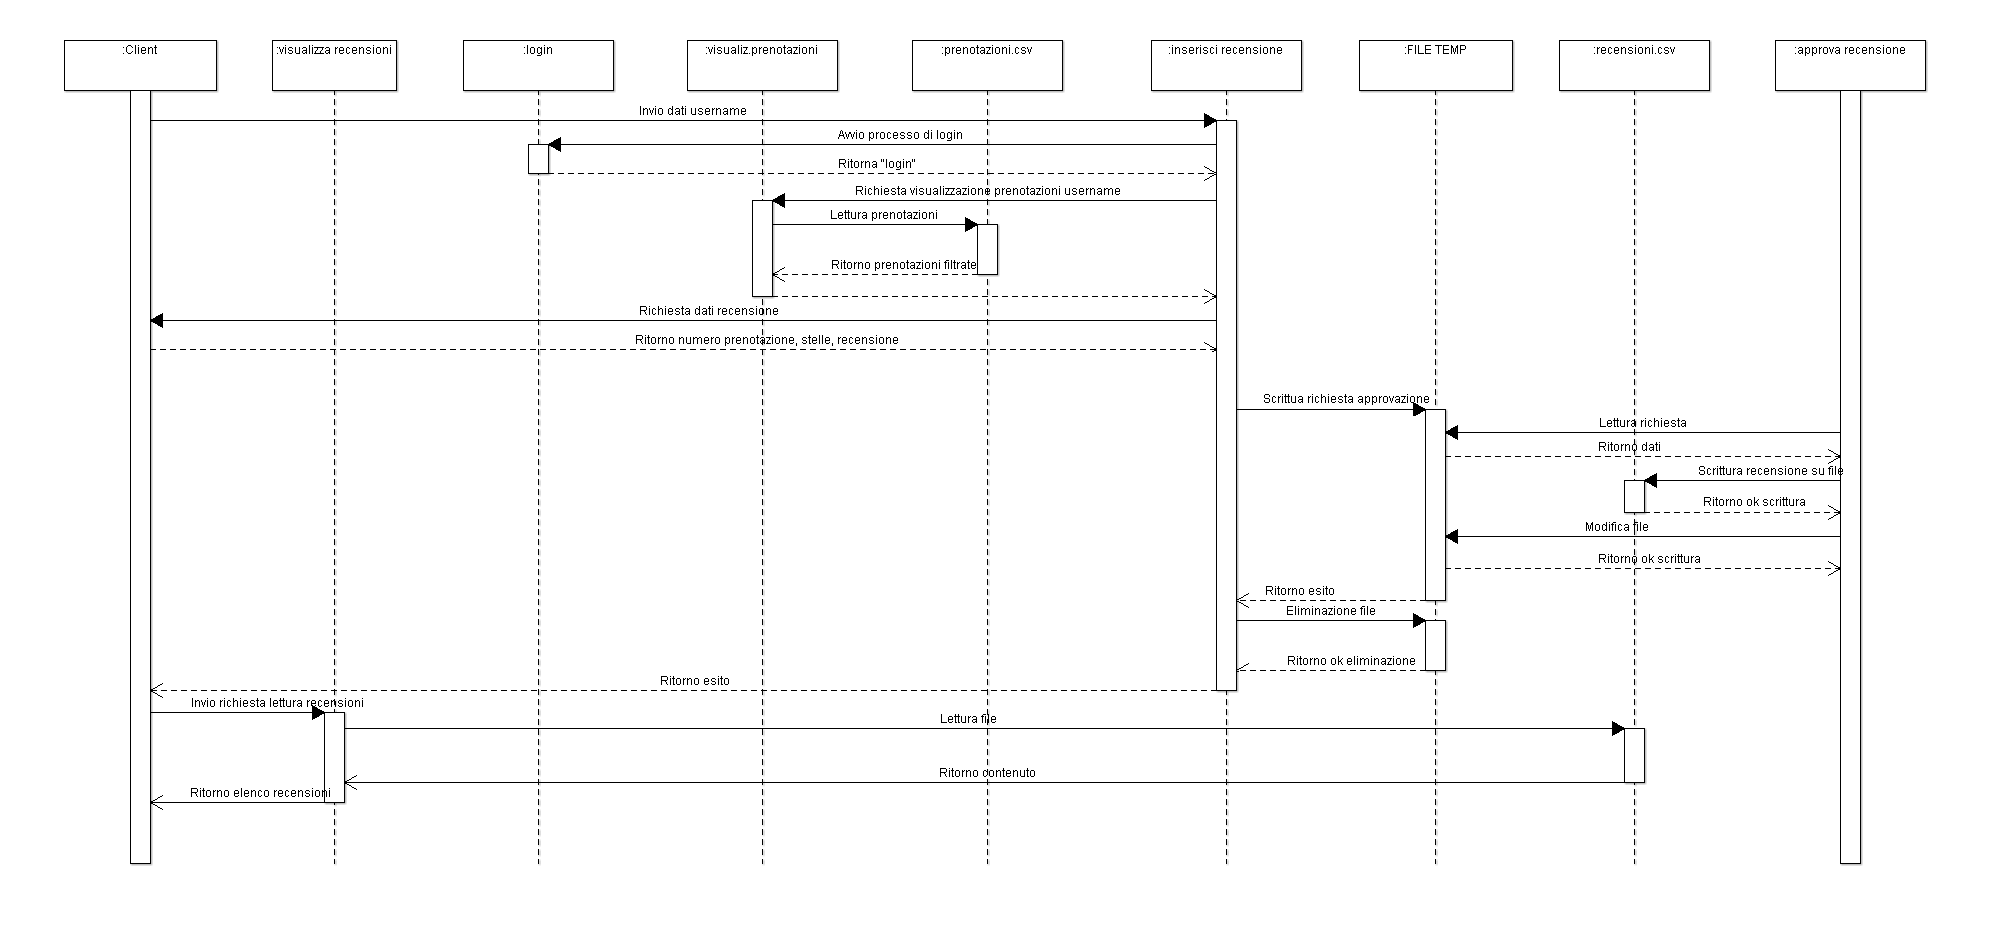 :Client
:visualizza recensioni
:login
:visualiz.prenotazioni
:prenotazioni.csv
:inserisci recensione
:FILE TEMP
:recensioni.csv
:approva recensione
Invio dati username
Avvio processo di login
Ritorna "login"
Richiesta visualizzazione prenotazioni username
Lettura prenotazioni
Ritorno prenotazioni filtrate
Richiesta dati recensione
Ritorno numero prenotazione, stelle, recensione
Scrittua richiesta approvazione
Lettura richiesta
Ritorno dati
Scrittura recensione su file
Ritorno ok scrittura
Modifica file
Ritorno ok scrittura
Ritorno esito
Eliminazione file
Ritorno ok eliminazione
Ritorno esito
Invio richiesta lettura recensioni
Lettura file
Ritorno contenuto
Ritorno elenco recensioni